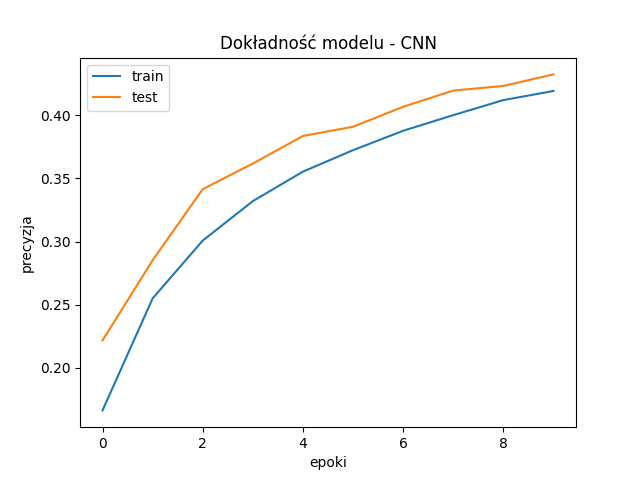 Dokładność modelu - CNN
train
test
0.40
0.35
0.30
0.25
0.20
precyzja
0
2
4
6
8
epoki